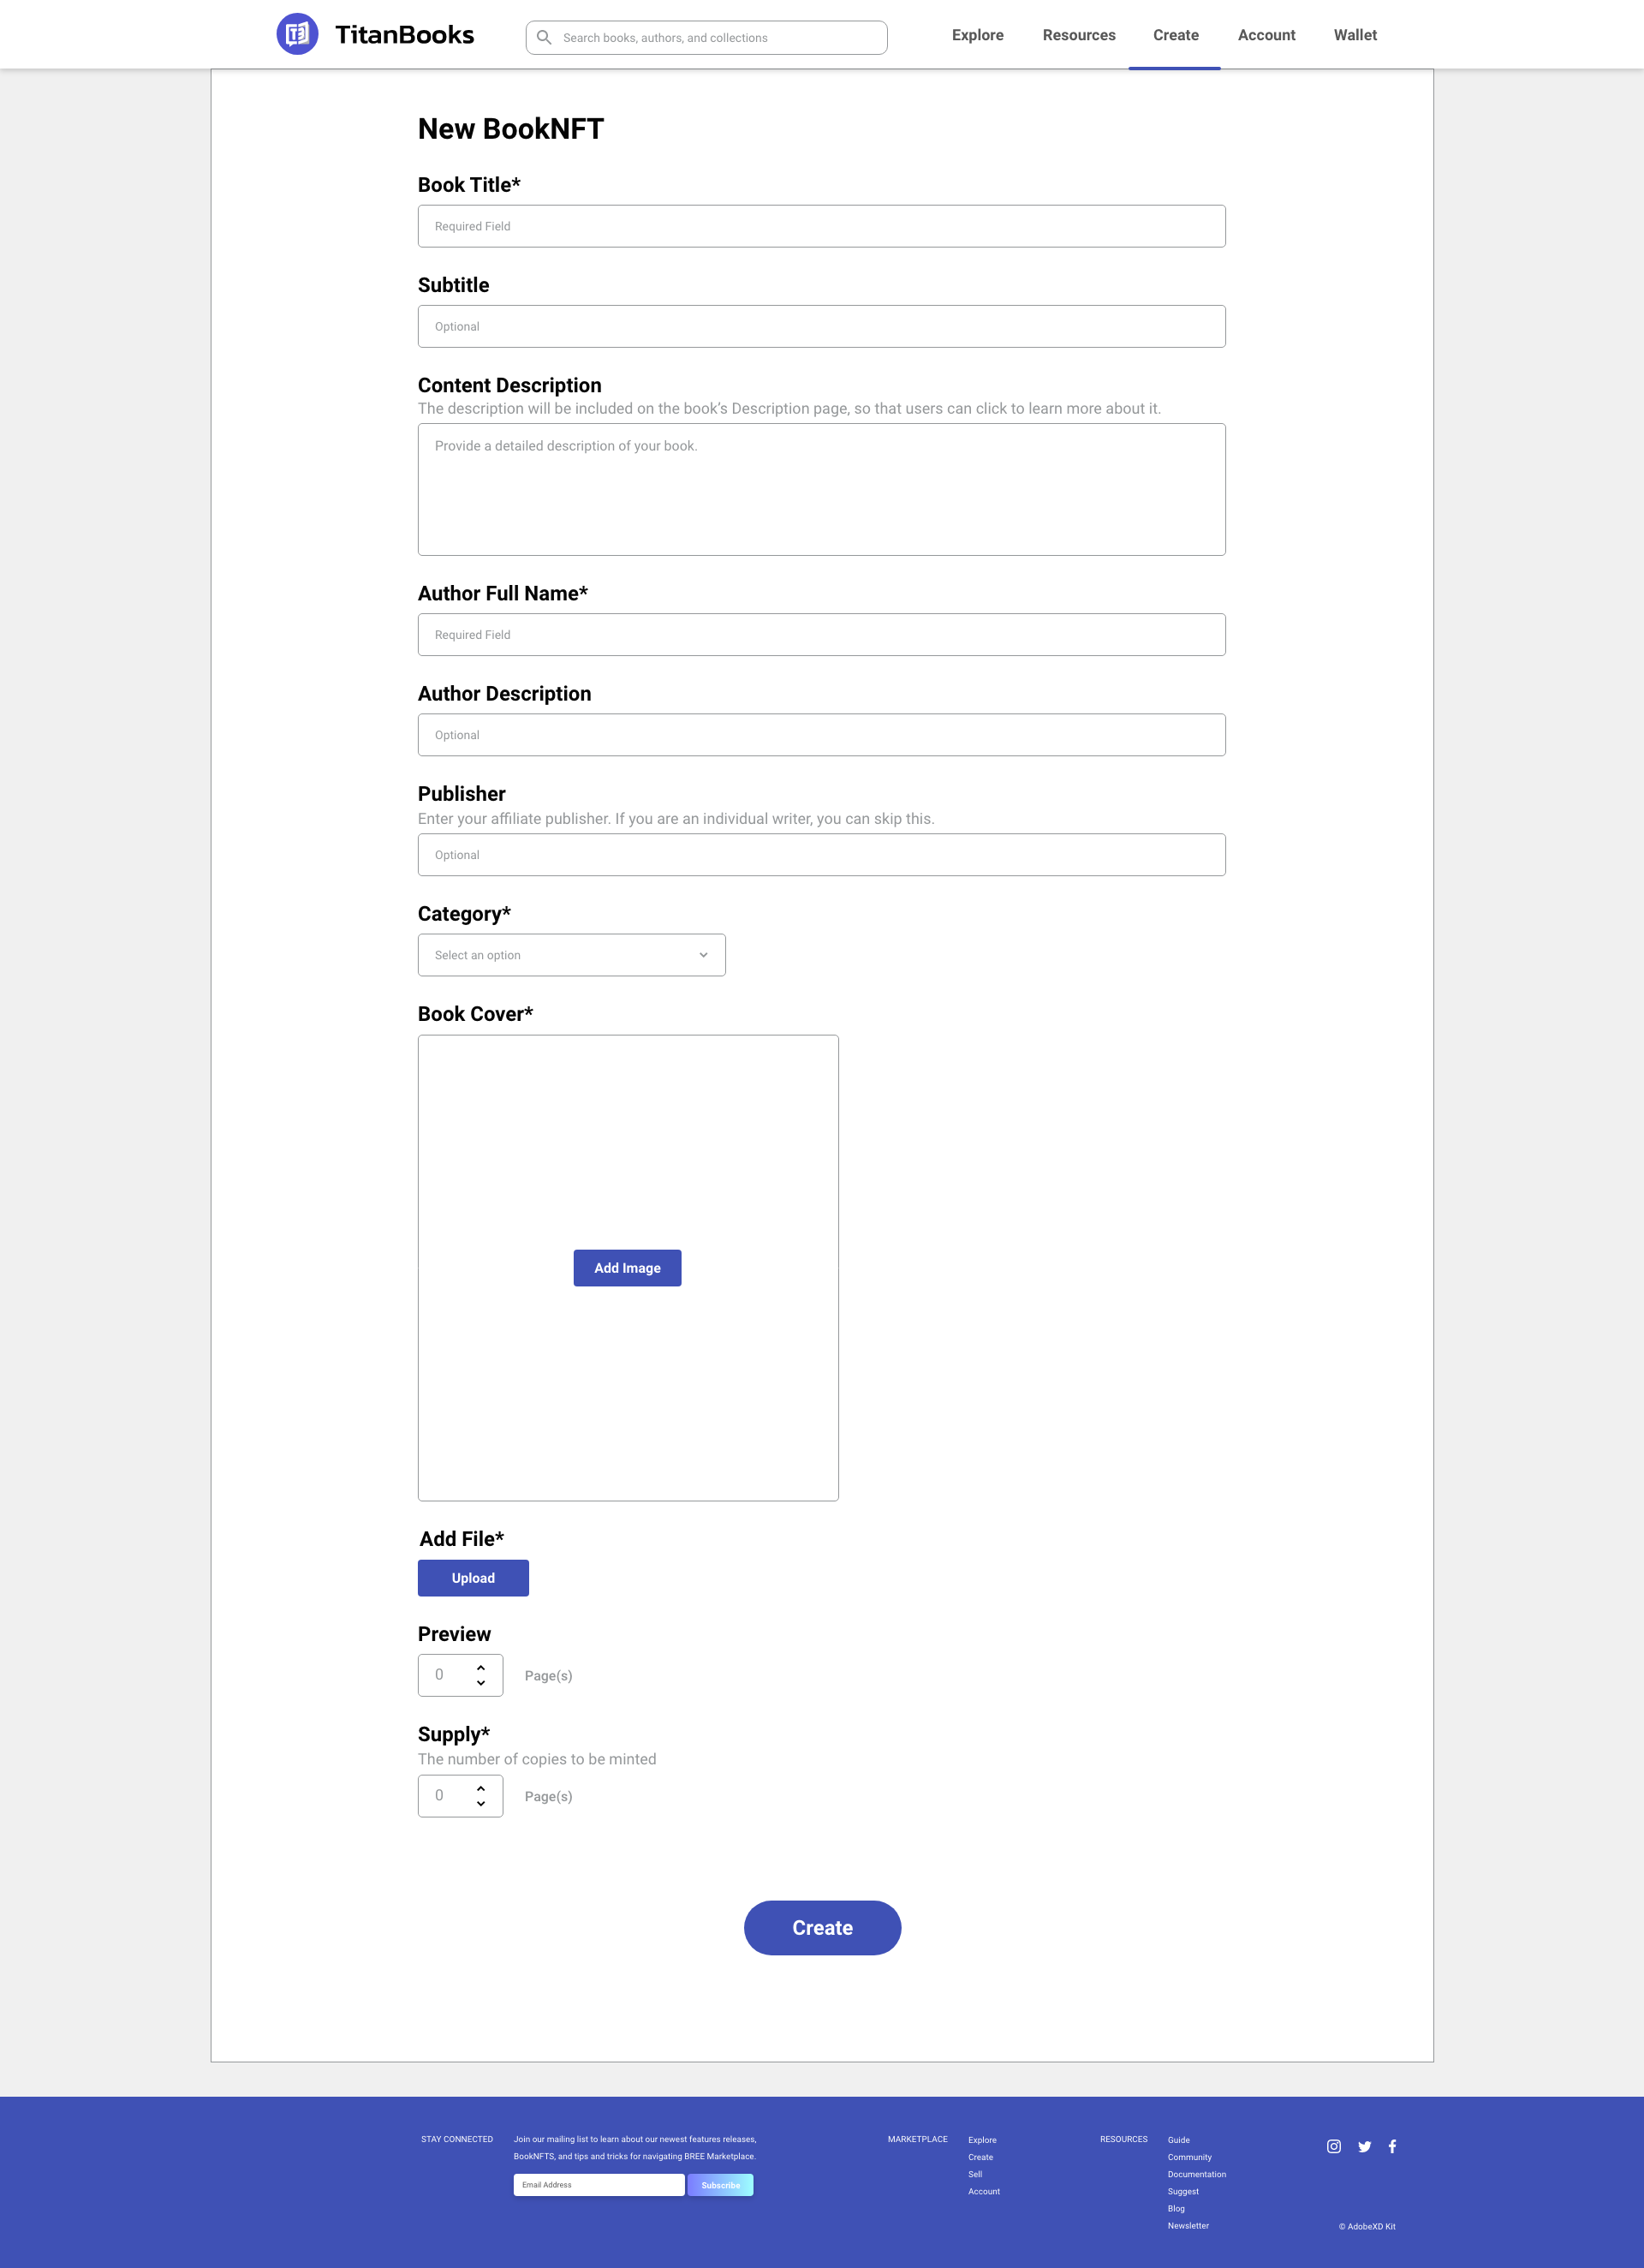 TitanBooks
Search books, authors, and collections
Explore
Resources
Create
Account
Wallet
New BookNFT
Book Title*
Required Field
Subtitle
Optional
Content Description
The description will be included on the book’s Description page, so that users can click to learn more about it.
Provide a detailed description of your book.
Author Full Name*
Required Field
Author Description
Optional
Publisher
Enter your affiliate publisher. If you are an individual writer, you can skip this.
Optional
Category*
Select an option
Book Cover*
Add Image
Add File*
Upload
Preview
0
Page(s)
Supply*
The number of copies to be minted
0
Page(s)
Create
STAY CONNECTED
Join our mailing list to learn about our newest features releases,
BookNFTS, and tips and tricks for navigating BREE Marketplace.
Email Address
Subscribe
MARKETPLACE
Explore
Create
Sell
Account
RESOURCES
Guide
Community
Documentation
Suggest
Blog
Newsletter
© AdobeXD Kit